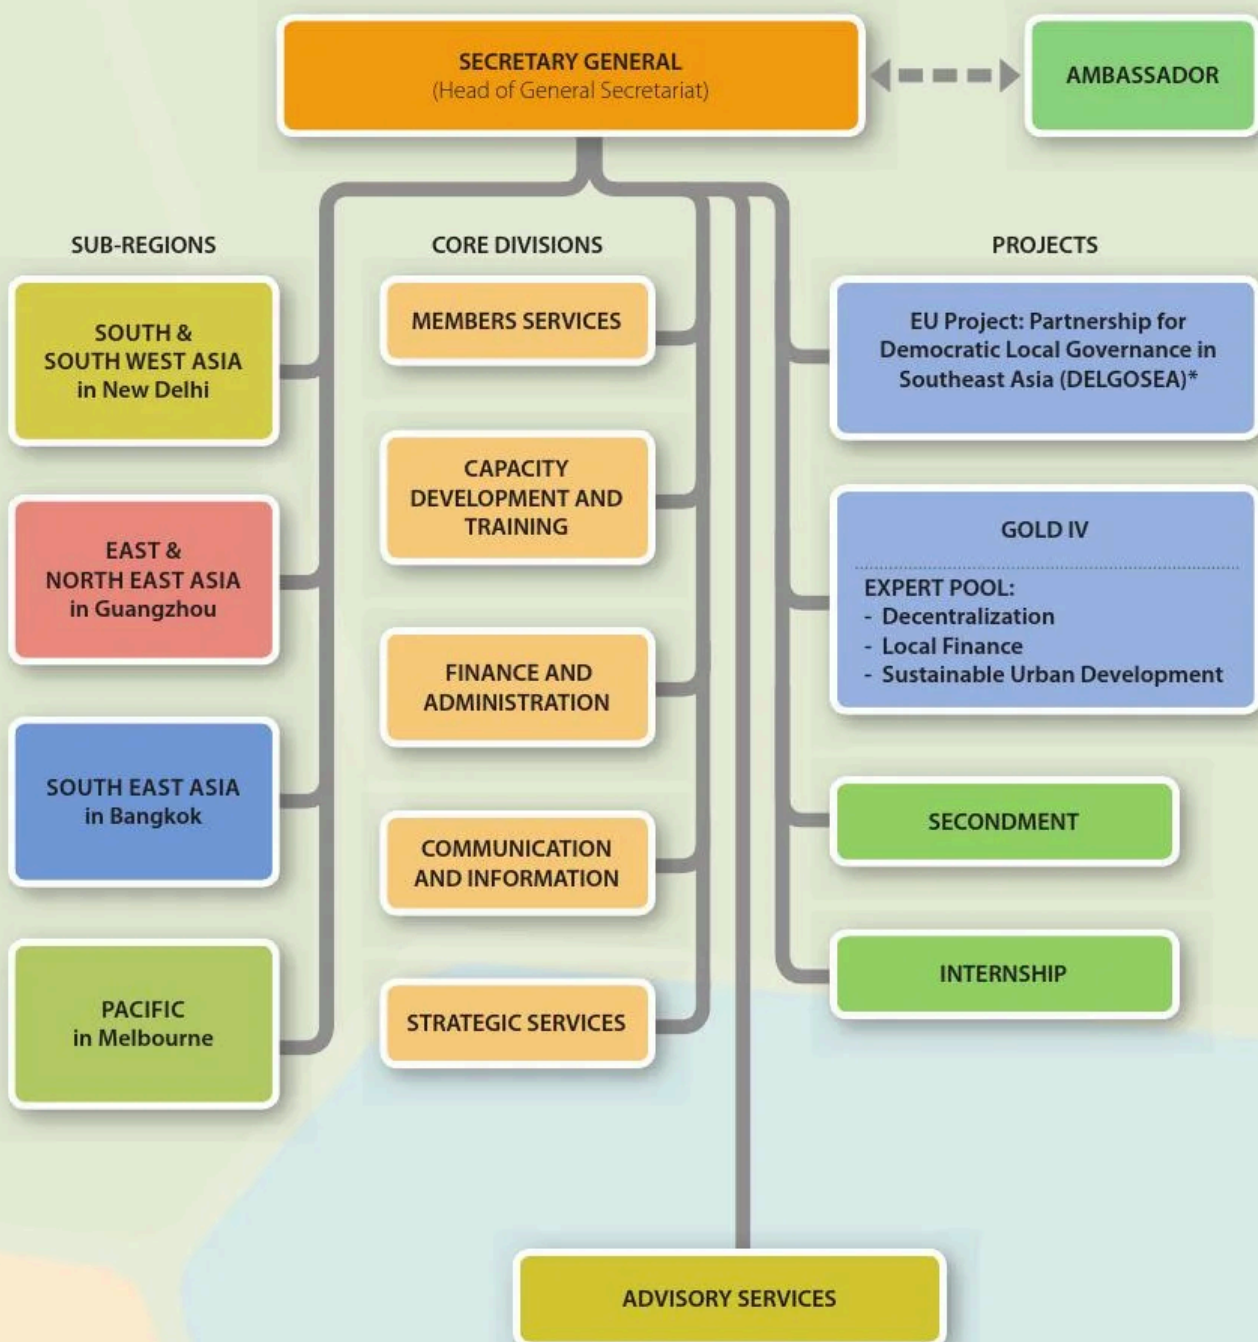 SECRETARY GENERAL
(Head of General Secretariat)
AMBASSADOR
SUB-REGIONS
SOUTH &
SOUTH WEST ASIA
in New Delhi
EAST &
NORTH EAST ASIA
in Guangzhou
SOUTH EAST ASIA
in Bangkok
PACIFIC
in Melbourne
CORE DIVISIONS
MEMBERS SERVICES
CAPACITY
DEVELOPMENT AND
TRAINING
FINANCE AND
ADMINISTRATION
COMMUNICATION
AND INFORMATION
STRATEGIC SERVICES
PROJECTS
EU Project: Partnership for
Democratic Local Governance in
Southeast Asia (DELGOSEA)*
GOLD IV
EXPERT POOL:
- Decentralization
- Local Finance
- Sustainable Urban Development
SECONDMENT
INTERNSHIP
ADVISORY SERVICES